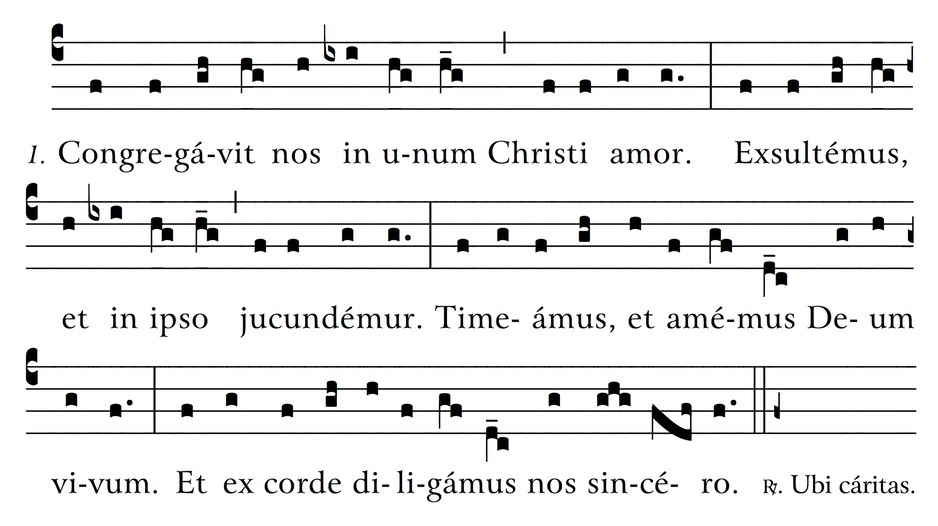 1. Congre-gá-vit nos in u-num Christi amor. Exsultémus,
et in ipso jucundémur. Time- ámus, et amé-mus De- um
vi-vum. Et ex corde di- li-gámus nos sin-cé- ro. ℟. Ubi cáritas.